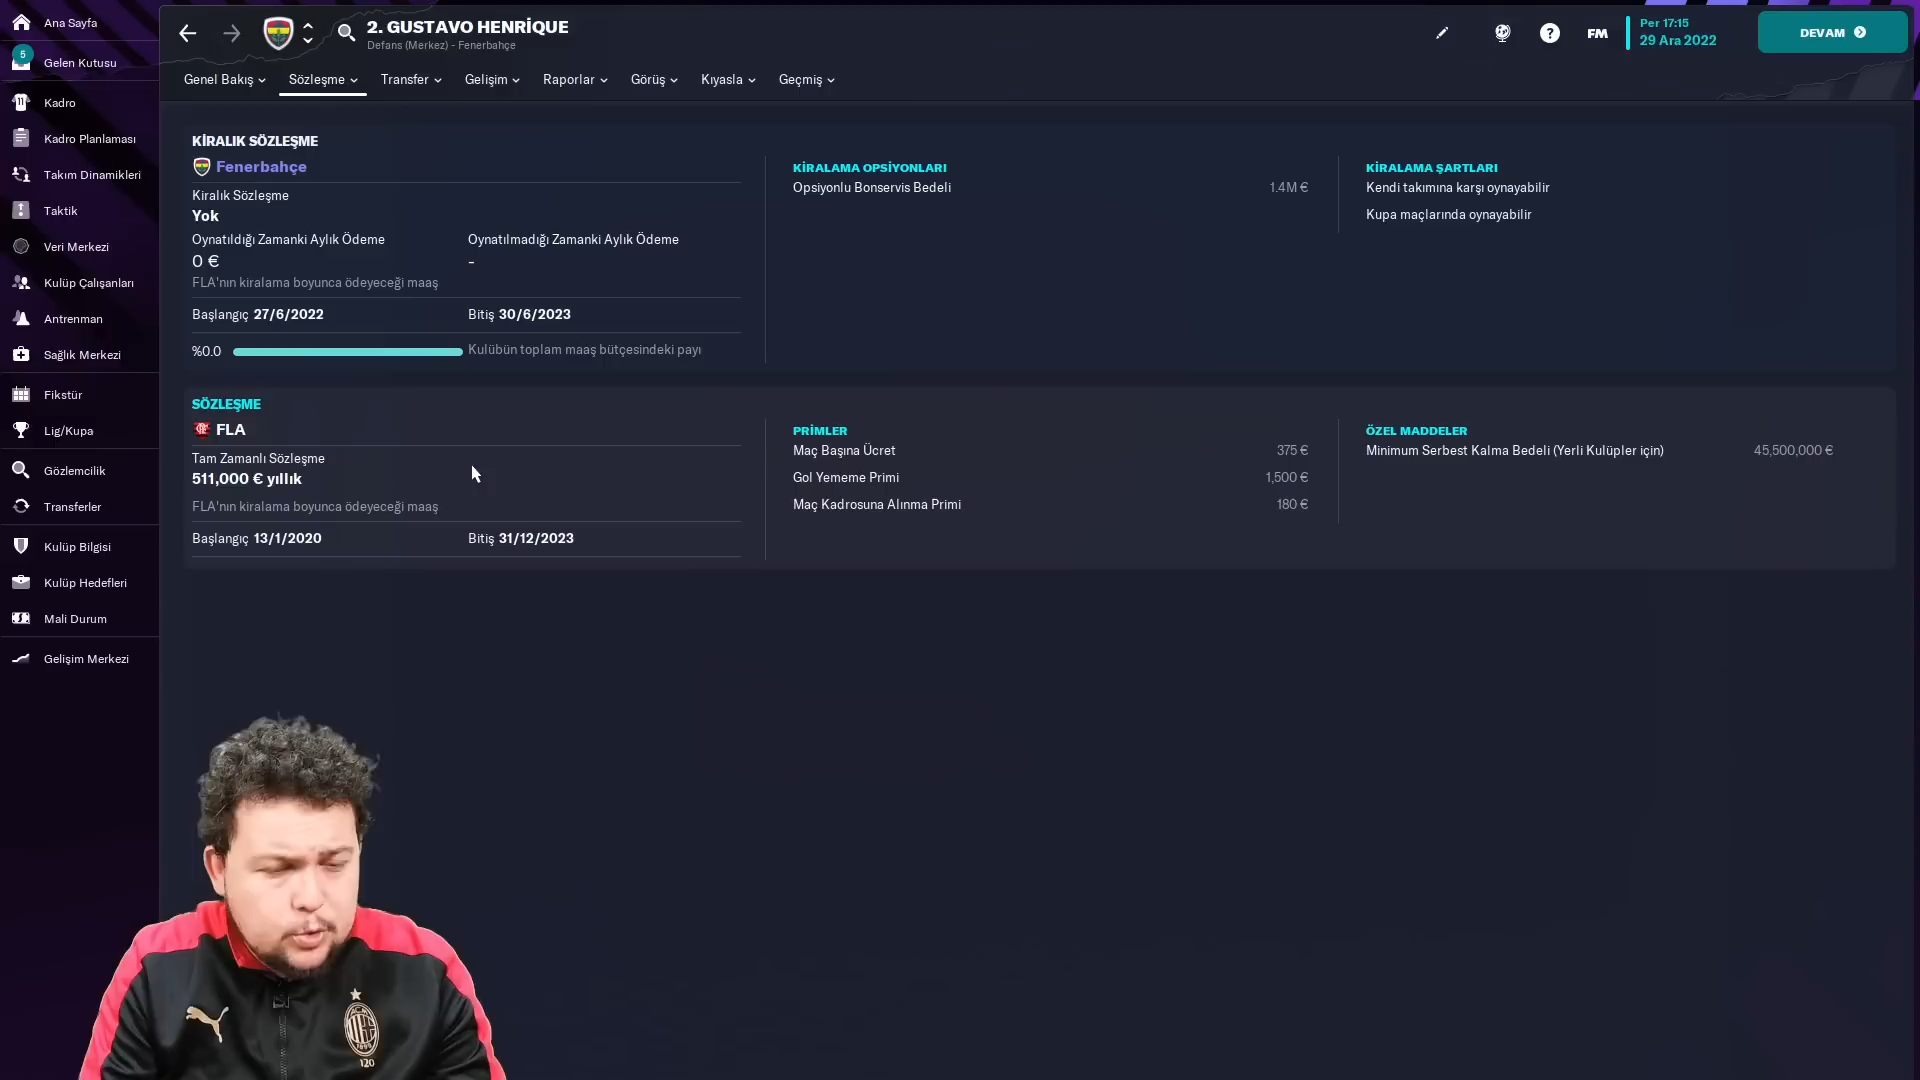 Ana Sayfa
5
Gelen Kutusu
11
Kadro
Kadro Planlaması
Takım Dinamikleri
Taktik
Veri Merkezi
Kulüp Çalışanları
Antrenman
Sağlık Merkezi
Fikstür
Lig/Kupa
Gözlemcilik
Transferler
Kulüp Bilgisi
Kulüp Hedefleri
Mali Durum
Gelişim Merkezi
2. GUSTAVO HENRİQUE
Defans (Merkez) - Fenerbahçe
?
FM
Per 17:15
29 Ara 2022
DEVAM
Genel Bakış
Sözleşme
Transfer
Gelişim
Raporlar
Görüş
Kıyasla
Geçmiş
KİRALIK SÖZLEŞME
Fenerbahçe
Kiralık Sözleşme
Yok
Oynatıldığı Zamanki Aylık Ödeme
Oynatılmadığı Zamanki Aylık Ödeme
0 €
-
FLA'nın kiralama boyunca ödeyeceği maaş
Başlangıç 27/6/2022
Bitiş 30/6/2023
%0.0
Kulübün toplam maaş bütçesindeki payı
KİRALAMA OPSİYONLARI
Opsiyonlu Bonservis Bedeli
1.4M €
KİRALAMA ŞARTLARI
Kendi takımına karşı oynayabilir
Kupa maçlarında oynayabilir
SÖZLEŞME
FLA
Tam Zamanlı Sözleşme
511,000 € yıllık
FLA'nın kiralama boyunca ödeyeceği maaş
Başlangıç 13/1/2020
Bitiş 31/12/2023
PRİMLER
Maç Başına Ücret
375 €
Gol Yememe Primi
1,500 €
Maç Kadrosuna Alınma Primi
180 €
ÖZEL MADDELER
Minimum Serbest Kalma Bedeli (Yerli Kulüpler için)
45,500,000 €
ACM
1899
120